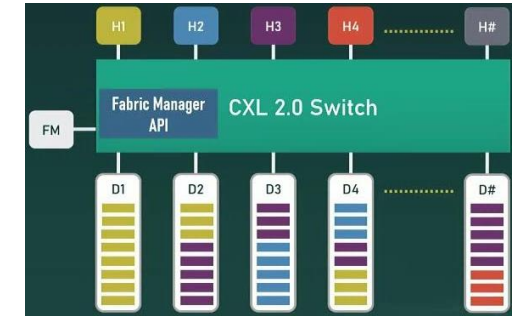 H1 H2 H3 H4 H#
Fabric Manager
API
CXL 2.0 Switch
FM
D1 D2 D3 D4 D#